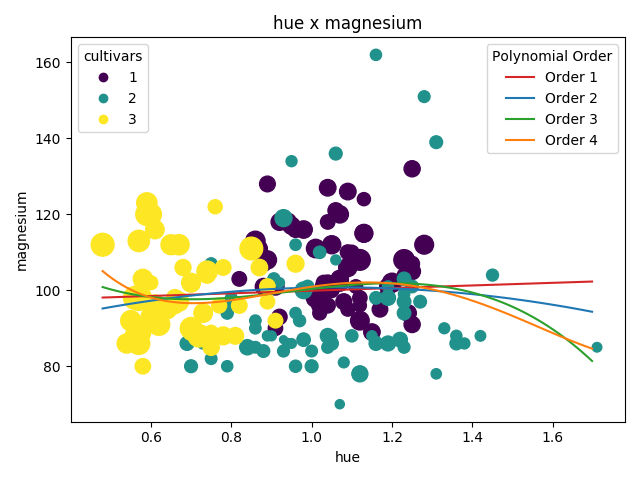 hue x magnesium
cultivars
1
2
3
Polynomial Order
Order 1
Order 2
Order 3
Order 4
magnesium
160
140
120
100
80
0.6 0.8 1.0 1.2 1.4 1.6
hue